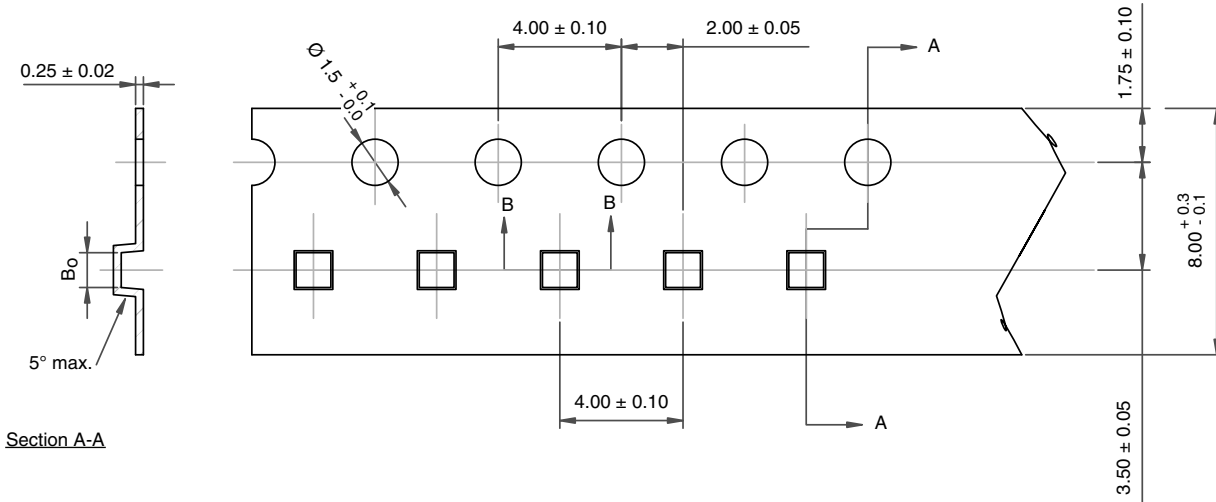 4.00 ± 0.10
2.00 ± 0.05
A
1.75 ± 0.10
0.25 ± 0.02
Ø 1.5 + 0.1 - 0.0
B
B
8.00 + 0.3 - 0.1
Bo
5° max.
4.00 ± 0.10
A
3.50 ± 0.05
Section A-A